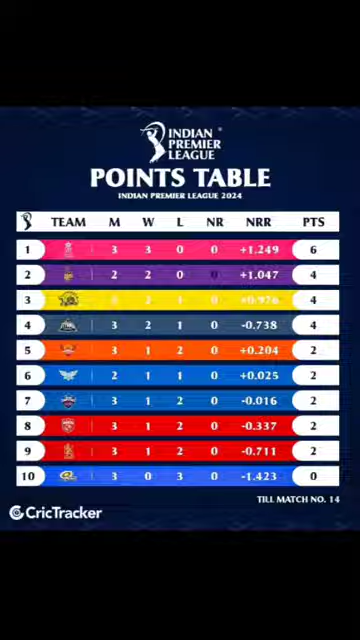 INDIAN
PREMIER
LEAGUE
POINTS TABLE
INDIAN PREMIER LEAGUE 2024
TEAM M W L NR NRR PTS
1 3 3 0 0 +1.249 6
2 2 2 0 0 +1.047 4
3 2 1 0 +0.976 4
4 3 2 1 0 -0.738 4
5 3 1 2 0 +0.204 2
6 2 1 1 0 +0.025 2
7 3 1 2 0 -0.016 2
8 3 1 2 0 -0.337 2
9 3 1 2 0 -0.711 2
10 3 0 3 0 -1.423 0
TILL MATCH NO. 14
CricTracker